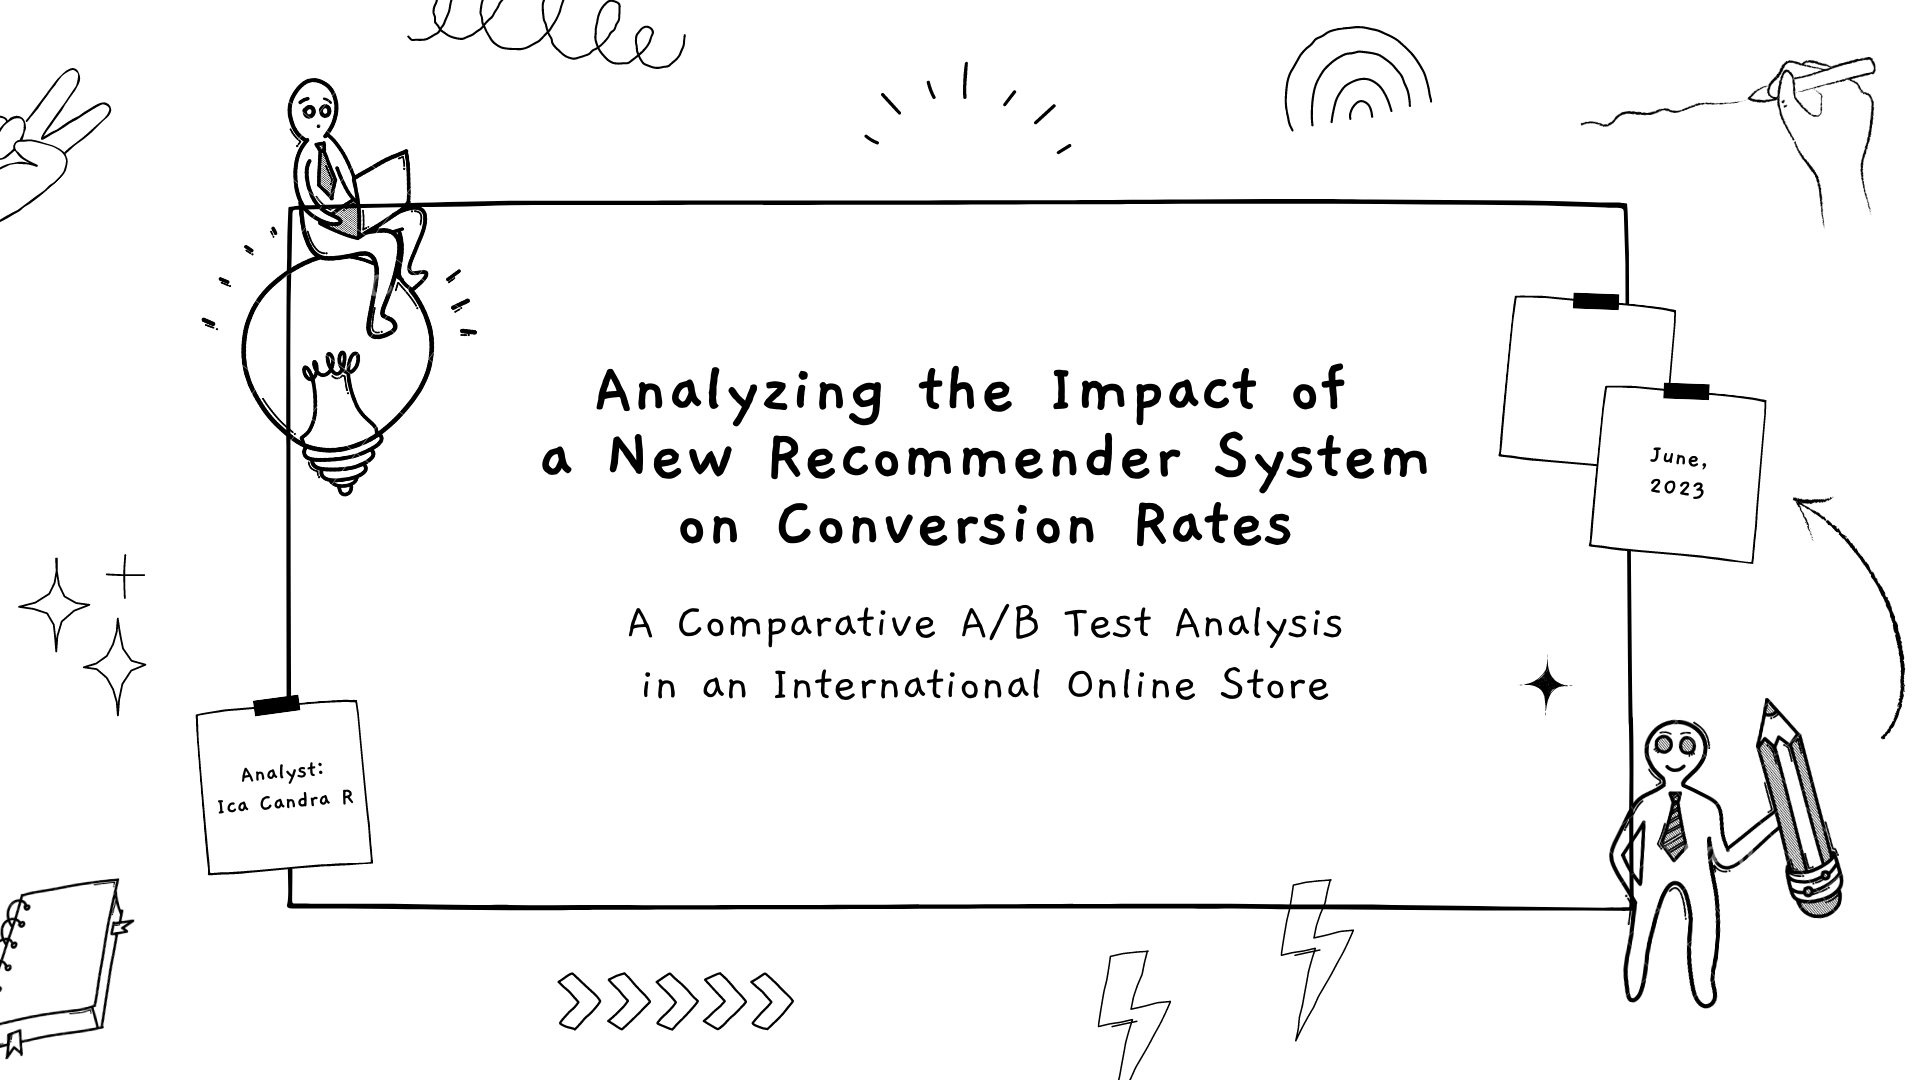 Analyzing the Impact of
a New Recommender System
on Conversion Rates
A Comparative A/B Test Analysis
in an International Online Store
June,
2023
Analyst:
Ica Candra R